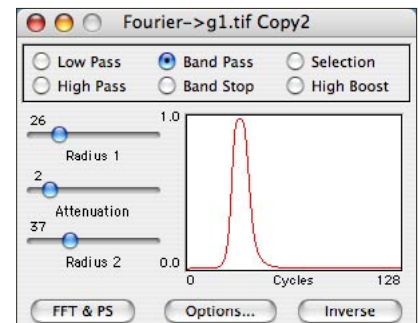 Fourier->g1.tif Copy2
Low Pass Band Pass Selection
High Pass Band Stop High Boost
26
Radius 1
2
Attenuation
37
Radius 2
1.0
0.0
0 Cycles 128
FFT & PS Options... Inverse